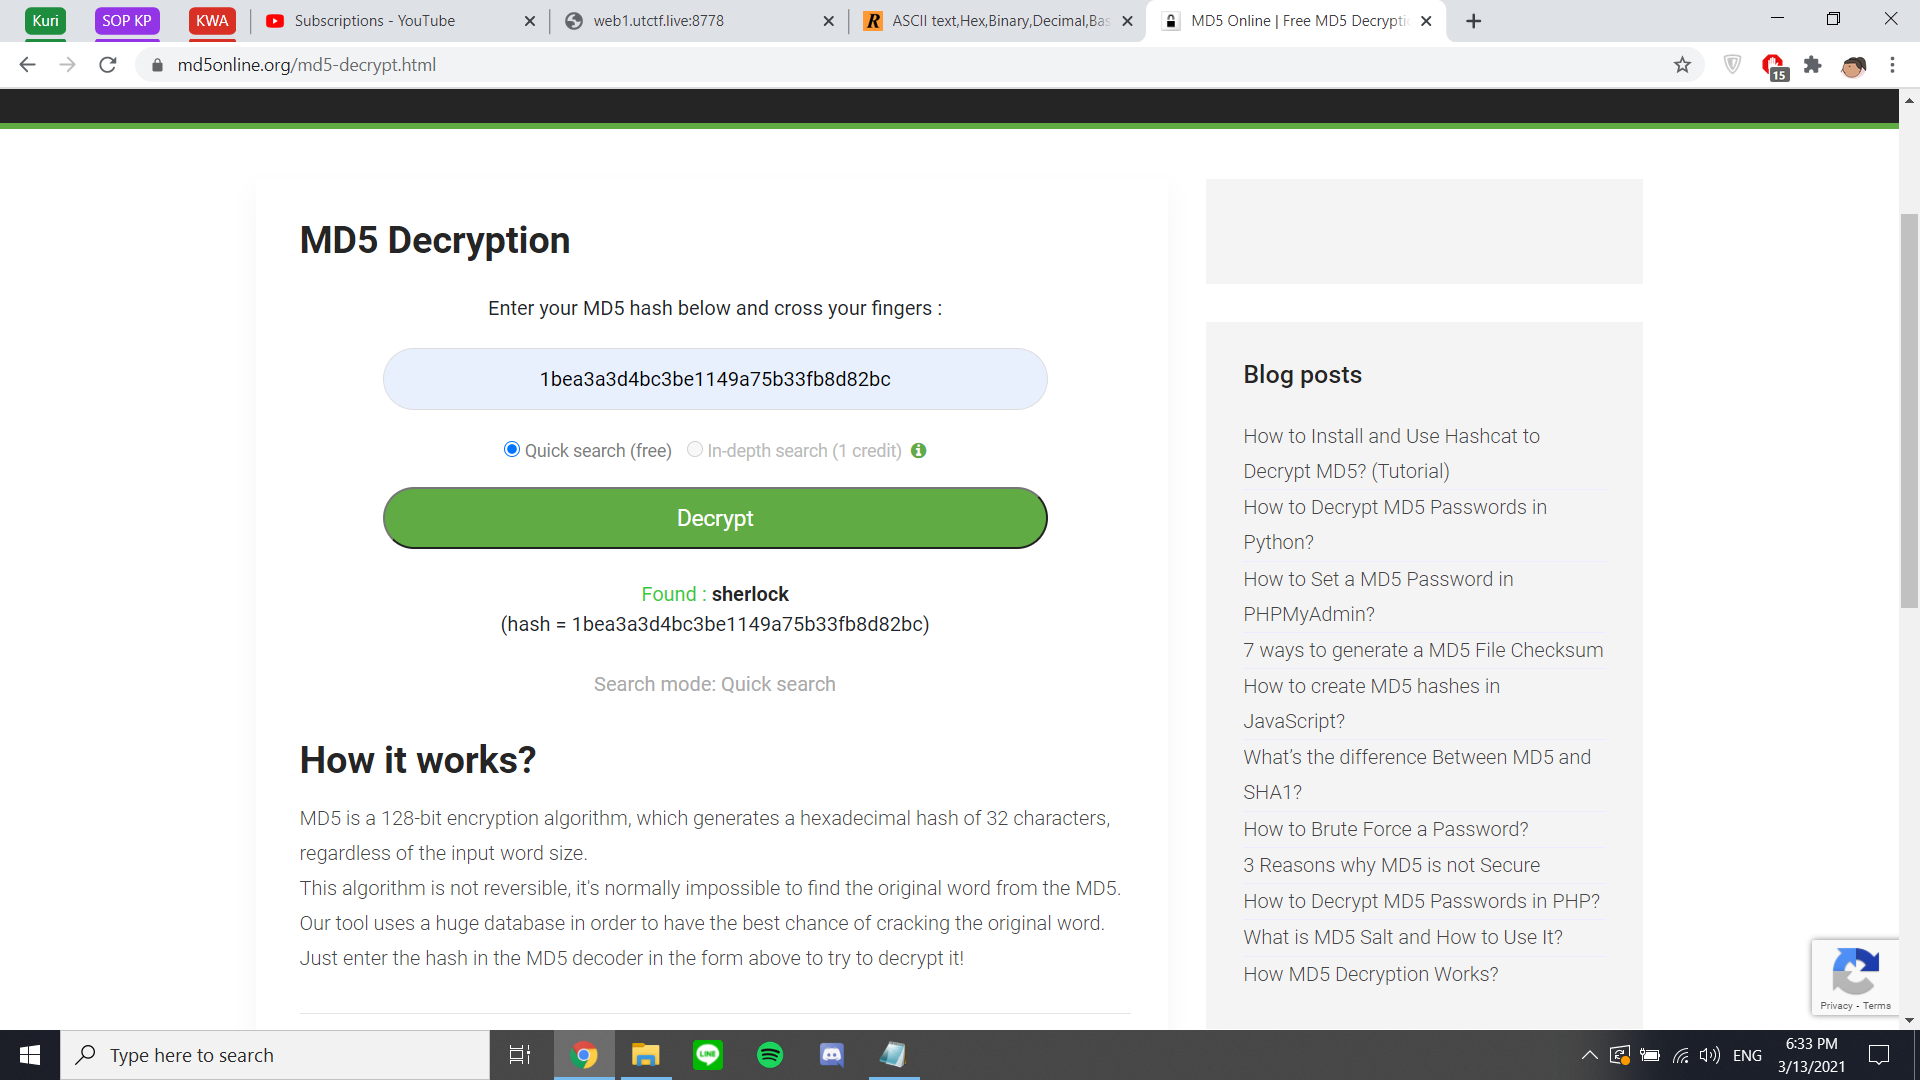 Kuri
SOP KP
KWA
Subscriptions - YouTube
web1.utctf.live:8778
ASCII text,Hex,Binary,Decimal,Bas
MD5 Online | Free MD5 Decrypti
md5online.org/md5-decrypt.html
15
MD5 Decryption
Enter your MD5 hash below and cross your fingers :
1bea3a3d4bc3be1149a75b33fb8d82bc
Quick search (free)
In-depth search (1 credit)
Decrypt
Found : sherlock
(hash = 1bea3a3d4bc3be1149a75b33fb8d82bc)
Search mode: Quick search
How it works?
MD5 is a 128-bit encryption algorithm, which generates a hexadecimal hash of 32 characters,
regardless of the input word size.
This algorithm is not reversible, it's normally impossible to find the original word from the MD5.
Our tool uses a huge database in order to have the best chance of cracking the original word.
Just enter the hash in the MD5 decoder in the form above to try to decrypt it!
Blog posts
How to Install and Use Hashcat to
Decrypt MD5? (Tutorial)
How to Decrypt MD5 Passwords in
Python?
How to Set a MD5 Password in
PHPMyAdmin?
7 ways to generate a MD5 File Checksum
How to create MD5 hashes in
JavaScript?
What's the difference Between MD5 and
SHA1?
How to Brute Force a Password?
3 Reasons why MD5 is not Secure
How to Decrypt MD5 Passwords in PHP?
What is MD5 Salt and How to Use It?
How MD5 Decryption Works?
Privacy - Terms
Type here to search
LINE
ENG
6:33 PM
3/13/2021